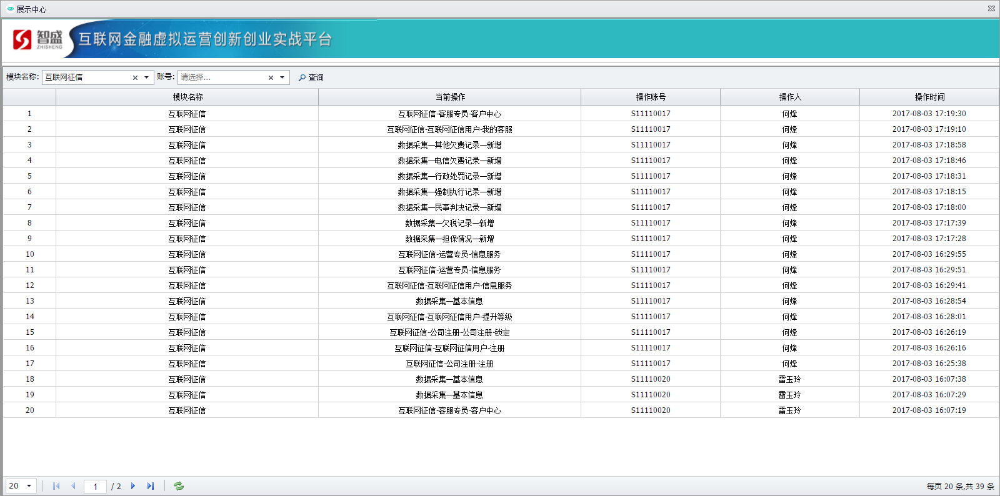 展示中心
智盛
ZHISHENG
互联网金融虚拟运营创新创业实战平台
模块名称: 互联网征信 账号: 请选择... 查询
模块名称 当前操作 操作账号 操作人 操作时间
1 互联网征信 互联网征信-客服专员-客户中心 S11110017 何烽 2017-08-03 17:19:30
2 互联网征信 互联网征信-互联网征信用户-我的客服 S11110017 何烽 2017-08-03 17:19:10
3 互联网征信 数据采集—其他欠费记录—新增 S11110017 何烽 2017-08-03 17:18:58
4 互联网征信 数据采集—电信欠费记录—新增 S11110017 何烽 2017-08-03 17:18:46
5 互联网征信 数据采集—行政处罚记录—新增 S11110017 何烽 2017-08-03 17:18:31
6 互联网征信 数据采集—强制执行记录—新增 S11110017 何烽 2017-08-03 17:18:15
7 互联网征信 数据采集—民事判决记录—新增 S11110017 何烽 2017-08-03 17:18:00
8 互联网征信 数据采集—欠税记录—新增 S11110017 何烽 2017-08-03 17:17:39
9 互联网征信 数据采集—担保情况—新增 S11110017 何烽 2017-08-03 17:17:28
10 互联网征信 互联网征信-运营专员-信息服务 S11110017 何烽 2017-08-03 16:29:55
11 互联网征信 互联网征信-运营专员-信息服务 S11110017 何烽 2017-08-03 16:29:51
12 互联网征信 互联网征信-互联网征信用户-信息服务 S11110017 何烽 2017-08-03 16:29:41
13 互联网征信 数据采集—基本信息 S11110017 何烽 2017-08-03 16:28:54
14 互联网征信 互联网征信-互联网征信用户-提升等级 S11110017 何烽 2017-08-03 16:28:01
15 互联网征信 互联网征信-公司注册-公司注册-锁定 S11110017 何烽 2017-08-03 16:26:19
16 互联网征信 互联网征信-互联网征信用户-注册 S11110017 何烽 2017-08-03 16:26:16
17 互联网征信 互联网征信-公司注册-注册 S11110017 何烽 2017-08-03 16:25:38
18 互联网征信 数据采集—基本信息 S11110020 雷玉玲 2017-08-03 16:07:38
19 互联网征信 数据采集—基本信息 S11110020 雷玉玲 2017-08-03 16:07:29
20 互联网征信 互联网征信-客服专员-客户中心 S11110020 雷玉玲 2017-08-03 16:07:19
20 1 / 2 每页 20 条,共 39 条